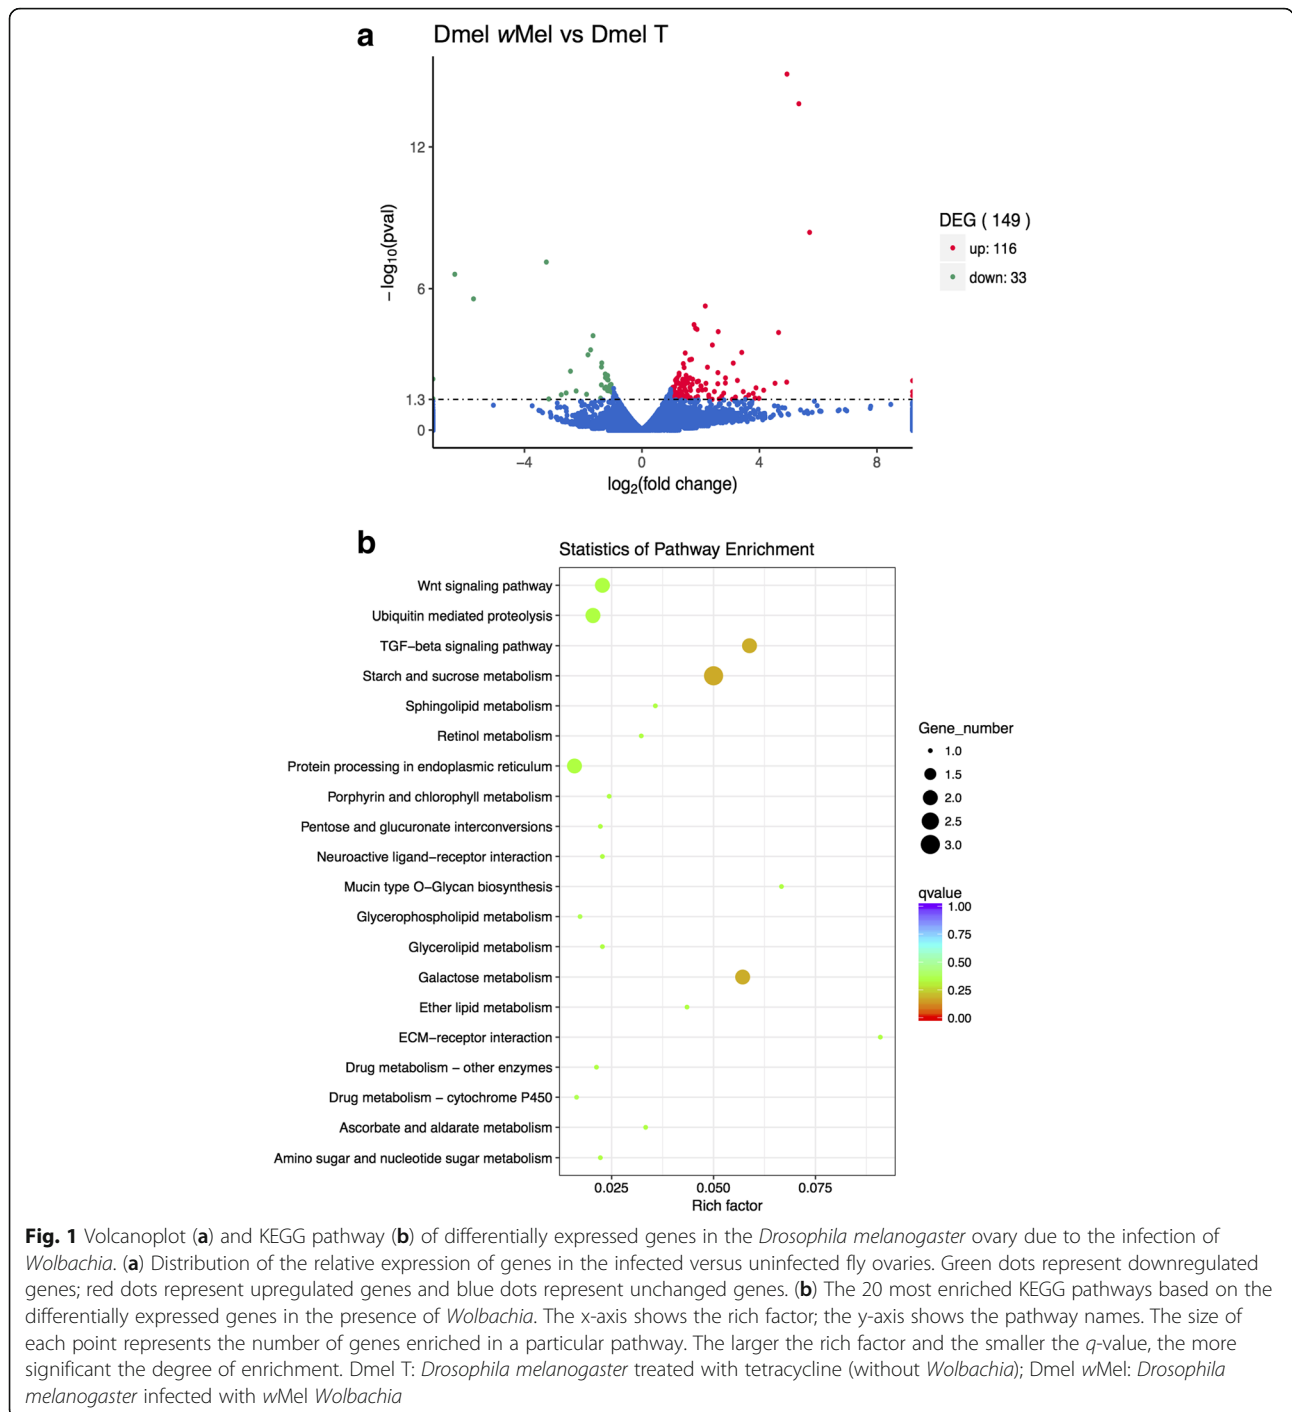 a
Dmel wMel vs Dmel T
12
6
1.3
0
−log10(pval)
−4
0
4
8
log2(fold change)
DEG ( 149 )
up: 116
down: 33
b
Statistics of Pathway Enrichment
Wnt signaling pathway
Ubiquitin mediated proteolysis
TGF−beta signaling pathway
Starch and sucrose metabolism
Sphingolipid metabolism
Retinol metabolism
Protein processing in endoplasmic reticulum
Porphyrin and chlorophyll metabolism
Pentose and glucuronate interconversions
Neuroactive ligand−receptor interaction
Mucin type O−Glycan biosynthesis
Glycerophospholipid metabolism
Glycerolipid metabolism
Galactose metabolism
Ether lipid metabolism
ECM−receptor interaction
Drug metabolism − other enzymes
Drug metabolism − cytochrome P450
Ascorbate and aldarate metabolism
Amino sugar and nucleotide sugar metabolism
0.025
0.050
0.075
Rich factor
Gene_number
1.0
1.5
2.0
2.5
3.0
qvalue
1.00
0.75
0.50
0.25
0.00
Fig. 1 Volcanoplot (a) and KEGG pathway (b) of differentially expressed genes in the Drosophila melanogaster ovary due to the infection of
Wolbachia. (a) Distribution of the relative expression of genes in the infected versus uninfected fly ovaries. Green dots represent downregulated
genes; red dots represent upregulated genes and blue dots represent unchanged genes. (b) The 20 most enriched KEGG pathways based on the
differentially expressed genes in the presence of Wolbachia. The x-axis shows the rich factor; the y-axis shows the pathway names. The size of
each point represents the number of genes enriched in a particular pathway. The larger the rich factor and the smaller the q-value, the more
significant the degree of enrichment. Dmel T: Drosophila melanogaster treated with tetracycline (without Wolbachia); Dmel wMel: Drosophila
melanogaster infected with wMel Wolbachia